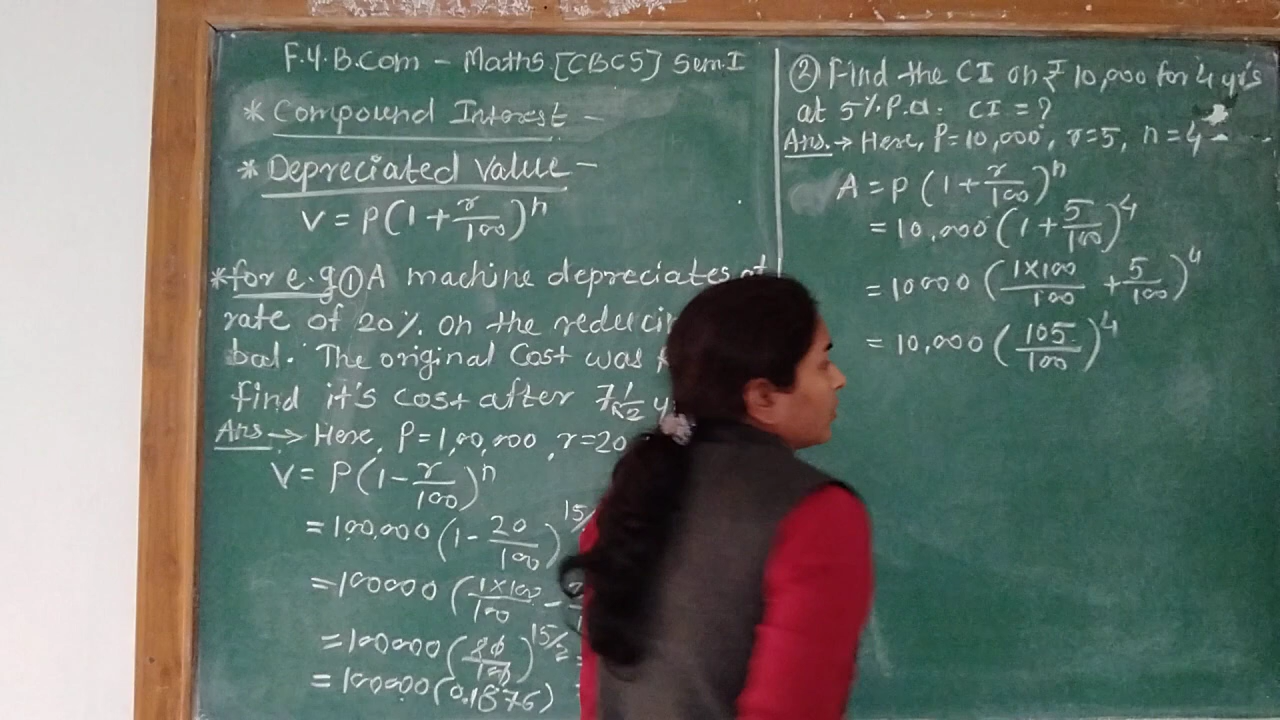 F.Y.B.Com - Maths [CBCS] Sem.I
* Compound Interest -
* Depreciated Value -
V = P(1 + r/100)^n
* for e.g ① A machine depreciates at
rate of 20% on the reducin
bal. The original Cost was
find it's cost after 7 1/2 y
Ans → Here, P=1,00,000, r=20
V = P(1 - r/100)^n
= 100,000 (1 - 20/100)^15/
= 100000 (1×100/100 -
= 100000 (80/100)^15/2 =
= 100000 (0.1876)
② Find the CI on ₹ 10,000 for 4 yr's
at 5% P.a. CI = ?
Ans. → Here, P=10,000, r=5, n=4
A = P (1 + r/100)^n
= 10,000 (1 + 5/100)^4
= 10000 (1×100/100 + 5/100)^4
= 10,000 (105/100)^4